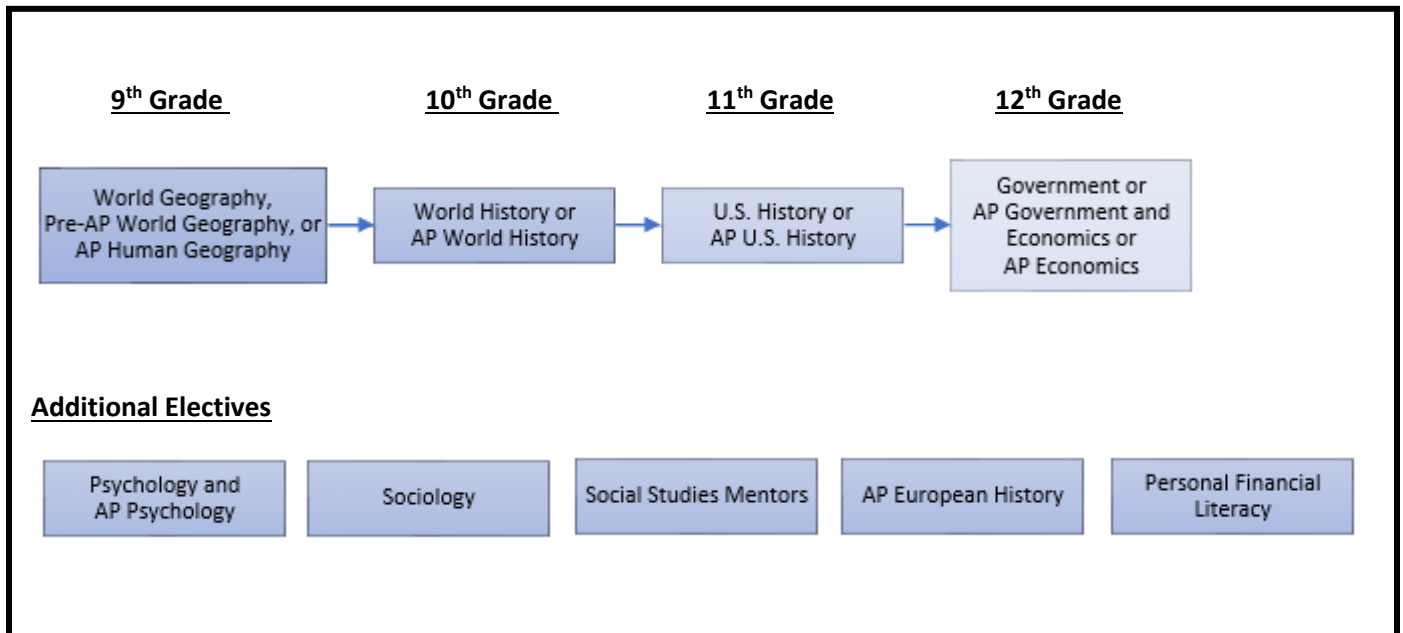 9th Grade
10th Grade
11th Grade
12th Grade
World Geography,
Pre-AP World Geography, or
AP Human Geography
World History or
AP World History
U.S. History or
AP U.S. History
Government or
AP Government and
Economics or
AP Economics
Additional Electives
Psychology and
AP Psychology
Sociology
Social Studies Mentors
AP European History
Personal Financial
Literacy